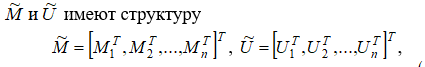 M̃ и Ũ имеют структуру
M̃ = [M₁ᵀ, M₂ᵀ,..., Mₙᵀ]ᵀ, Ũ = [U₁ᵀ, U₂ᵀ,..., Uₙᵀ]ᵀ,